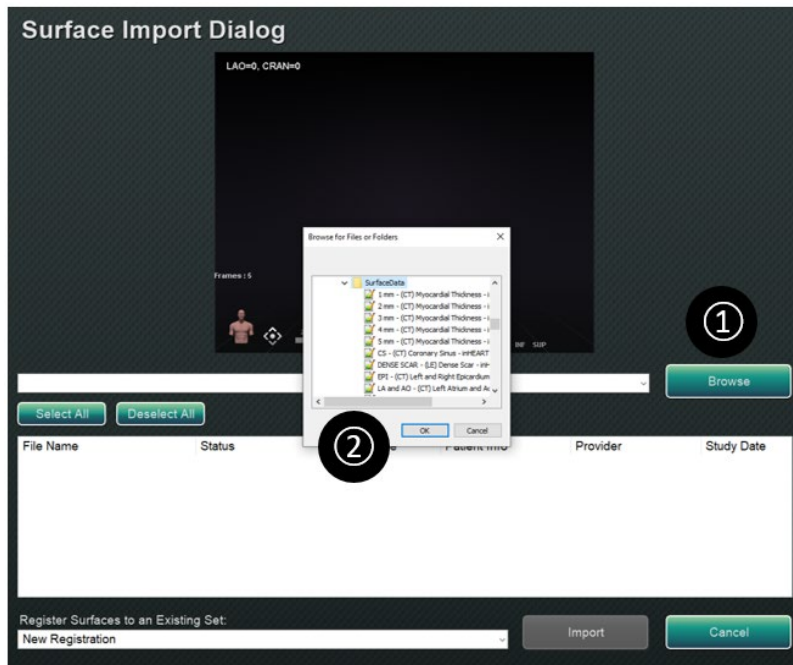 Surface Import Dialog
LAO=0, CRAN=0
Browse for Files or Folders
SurfaceData
1 mm - (CT) Myocardial Thickness - i
2 mm - (CT) Myocardial Thickness - i
3 mm - (CT) Myocardial Thickness - i
4 mm - (CT) Myocardial Thickness - i
5 mm - (CT) Myocardial Thickness - i
CS - (CT) Coronary Sinus - inHEART
DENSE SCAR - (LE) Dense Scar - inH
EPI - (CT) Left and Right Epicardium
LA and AO - (CT) Left Atrium and Ao
Frames : 6
INF SUP
1
Browse
Select All
Deselect All
OK
Cancel
2
File Name Status Patient Info Provider Study Date
Register Surfaces to an Existing Set:
New Registration
Import
Cancel